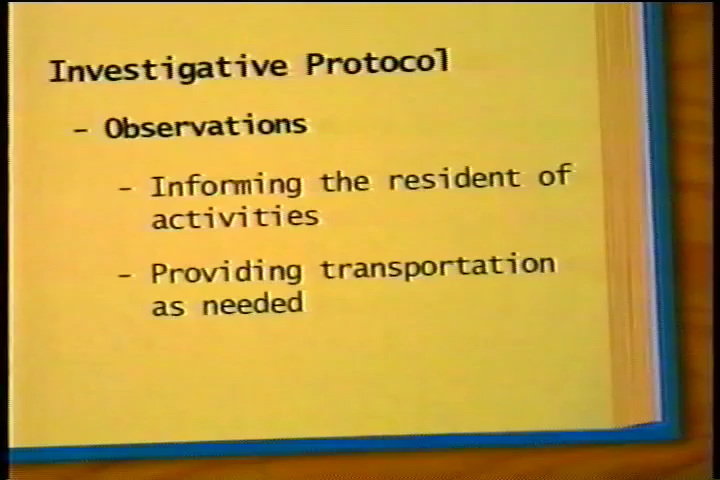 Investigative Protocol
– Observations
– Informing the resident of
activities
– Providing transportation
as needed